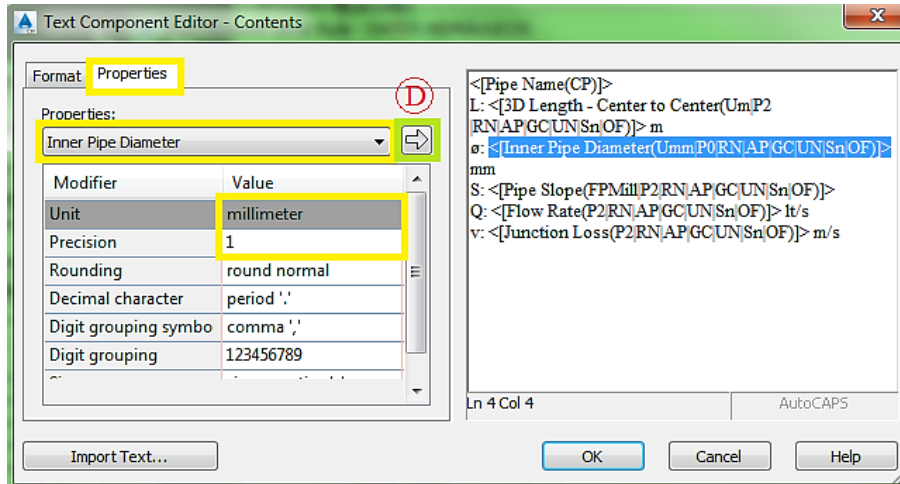 Text Component Editor - Contents
X
Format
Properties
Properties:
D
Inner Pipe Diameter
Modifier Value
Unit millimeter
Precision 1
Rounding round normal
Decimal character period '.'
Digit grouping symbo comma ','
Digit grouping 123456789
<[Pipe Name(CP)]>
L: <[3D Length - Center to Center(Um|P2
|RN|AP|GC|UN|Sn|OF)]> m
ø: <[Inner Pipe Diameter(Umm|P0|RN|AP|GC|UN|Sn|OF)]>
mm
S: <[Pipe Slope(FPMill|P2|RN|AP|GC|UN|Sn|OF)]>
Q: <[Flow Rate(P2|RN|AP|GC|UN|Sn|OF)]> lt/s
v: <[Junction Loss(P2|RN|AP|GC|UN|Sn|OF)]> m/s
Ln 4 Col 4
AutoCAPS
Import Text...
OK
Cancel
Help